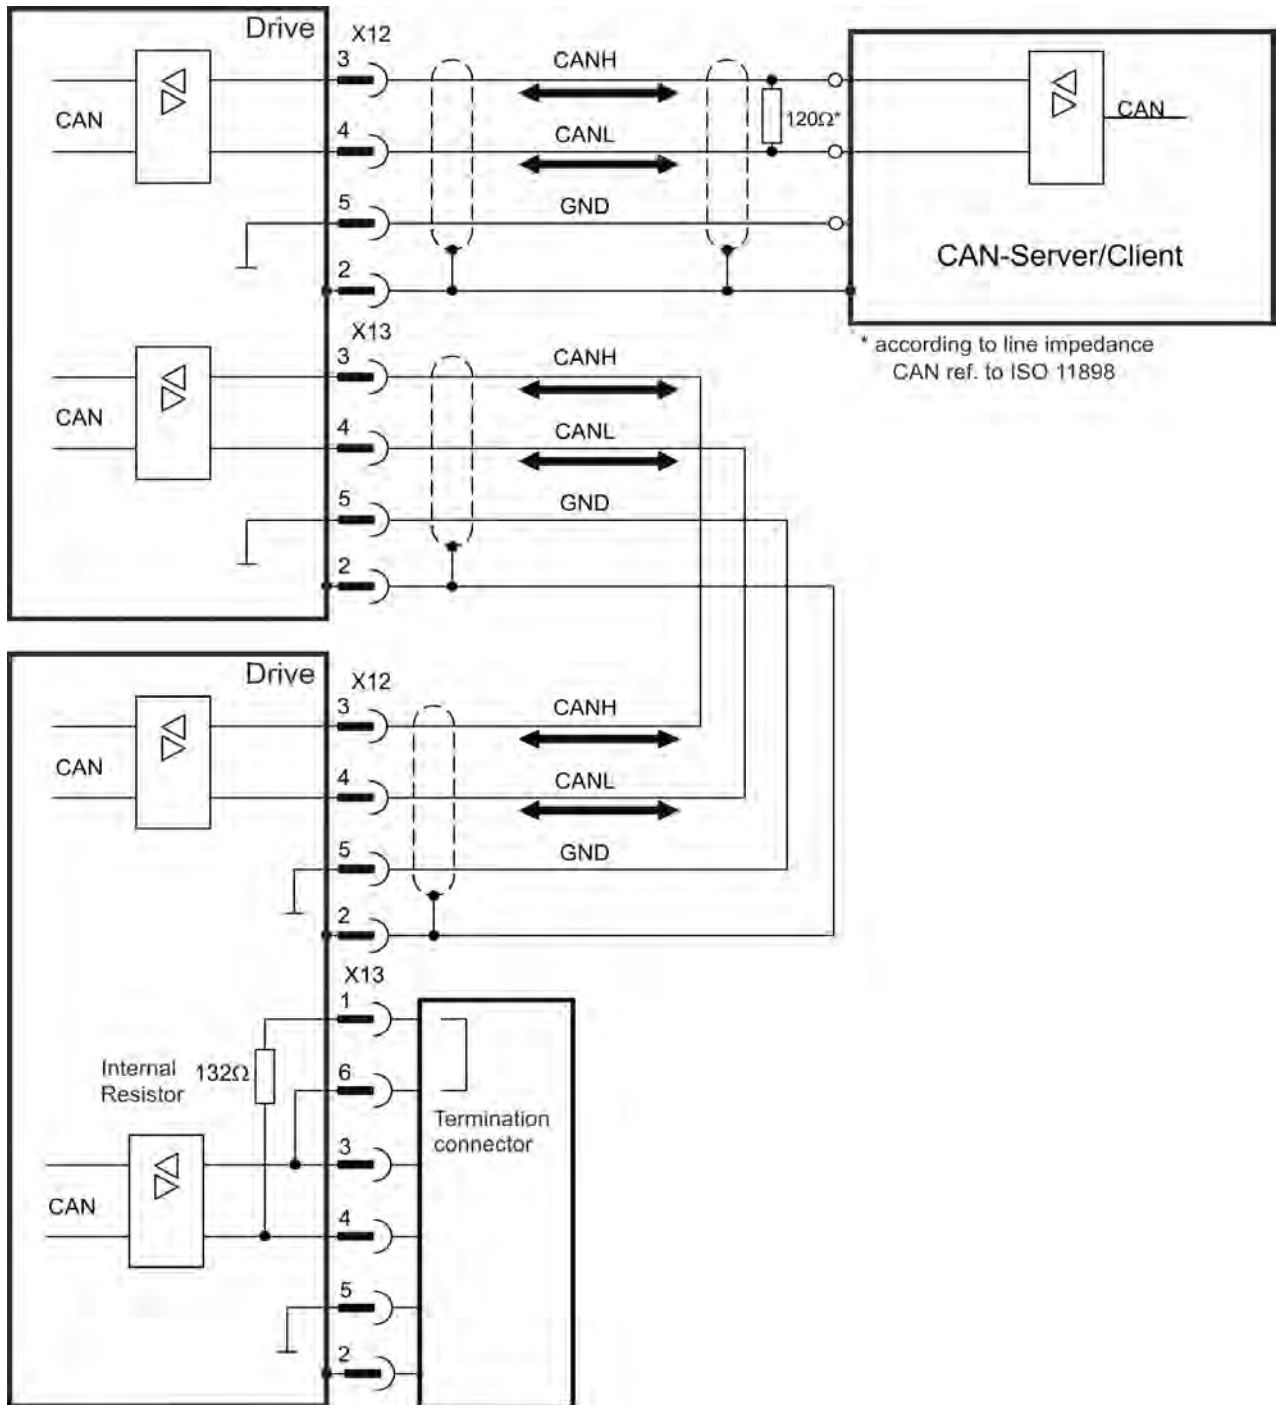 Drive
X12
3
CANH
CAN
4
CANL
120Ω*
CAN
5
GND
2
CAN-Server/Client
X13
* according to line impedance
CAN ref. to ISO 11898
3
CANH
CAN
4
CANL
5
GND
2
Drive
X12
3
CANH
CAN
4
CANL
5
GND
2
X13
1
Internal
Resistor
132Ω
6
Termination
connector
3
CAN
4
5
2